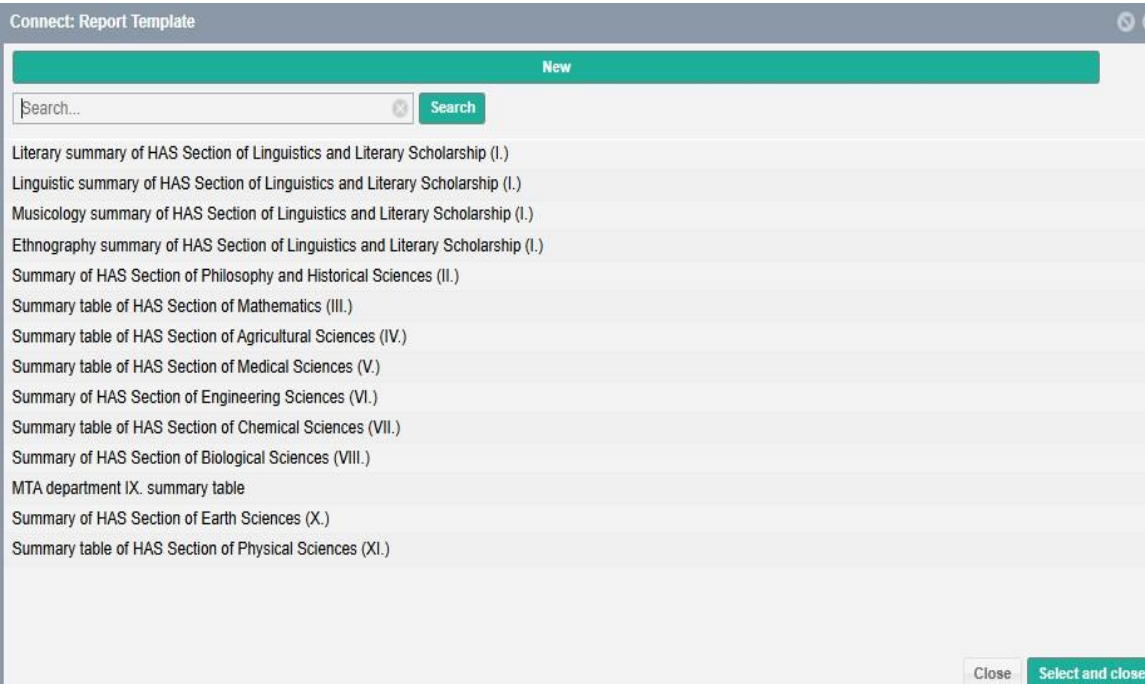 Connect: Report Template
New
Search...
Search
Literary summary of HAS Section of Linguistics and Literary Scholarship (I.)
Linguistic summary of HAS Section of Linguistics and Literary Scholarship (I.)
Musicology summary of HAS Section of Linguistics and Literary Scholarship (I.)
Ethnography summary of HAS Section of Linguistics and Literary Scholarship (I.)
Summary of HAS Section of Philosophy and Historical Sciences (II.)
Summary table of HAS Section of Mathematics (III.)
Summary table of HAS Section of Agricultural Sciences (IV.)
Summary table of HAS Section of Medical Sciences (V.)
Summary of HAS Section of Engineering Sciences (VI.)
Summary table of HAS Section of Chemical Sciences (VII.)
Summary of HAS Section of Biological Sciences (VIII.)
MTA department IX. summary table
Summary of HAS Section of Earth Sciences (X.)
Summary table of HAS Section of Physical Sciences (XI.)
Close
Select and close